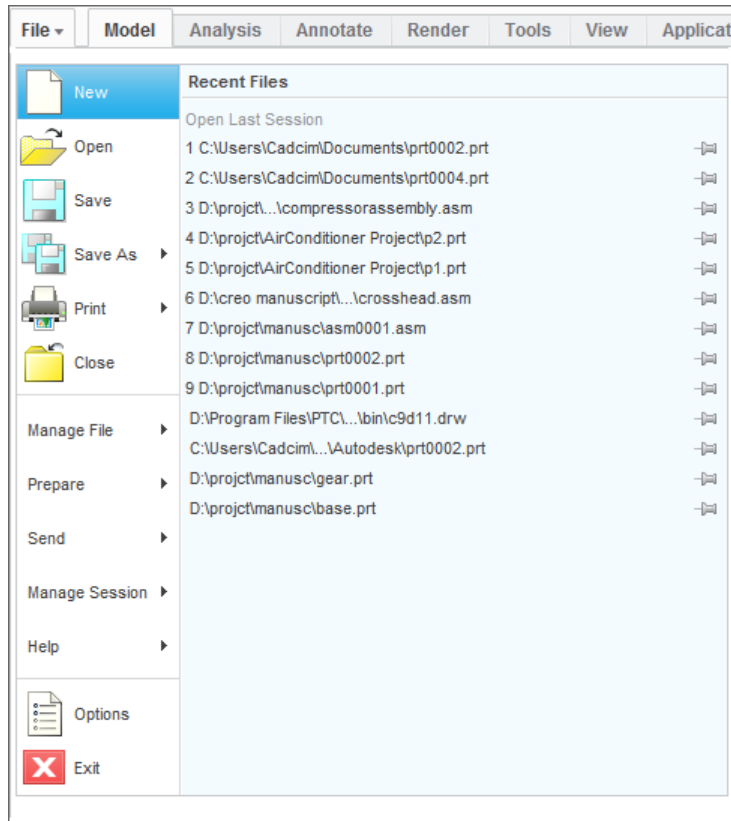 File Model Analysis Annotate Render Tools View Applicat
New
Open
Save
Save As
Print
Close
Manage File
Prepare
Send
Manage Session
Help
Options
Exit
Recent Files
Open Last Session
1 C:\Users\Cadcim\Documents\prt0002.prt
2 C:\Users\Cadcim\Documents\prt0004.prt
3 D:\projct\...\compressorassembly.asm
4 D:\projct\AirConditioner Project\p2.prt
5 D:\projct\AirConditioner Project\p1.prt
6 D:\creo manuscript\...\crosshead.asm
7 D:\projct\manusc\asm0001.asm
8 D:\projct\manusc\prt0002.prt
9 D:\projct\manusc\prt0001.prt
D:\Program Files\PTC\...\bin\c9d11.drw
C:\Users\Cadcim\...\Autodesk\prt0002.prt
D:\projct\manusc\gear.prt
D:\projct\manusc\base.prt